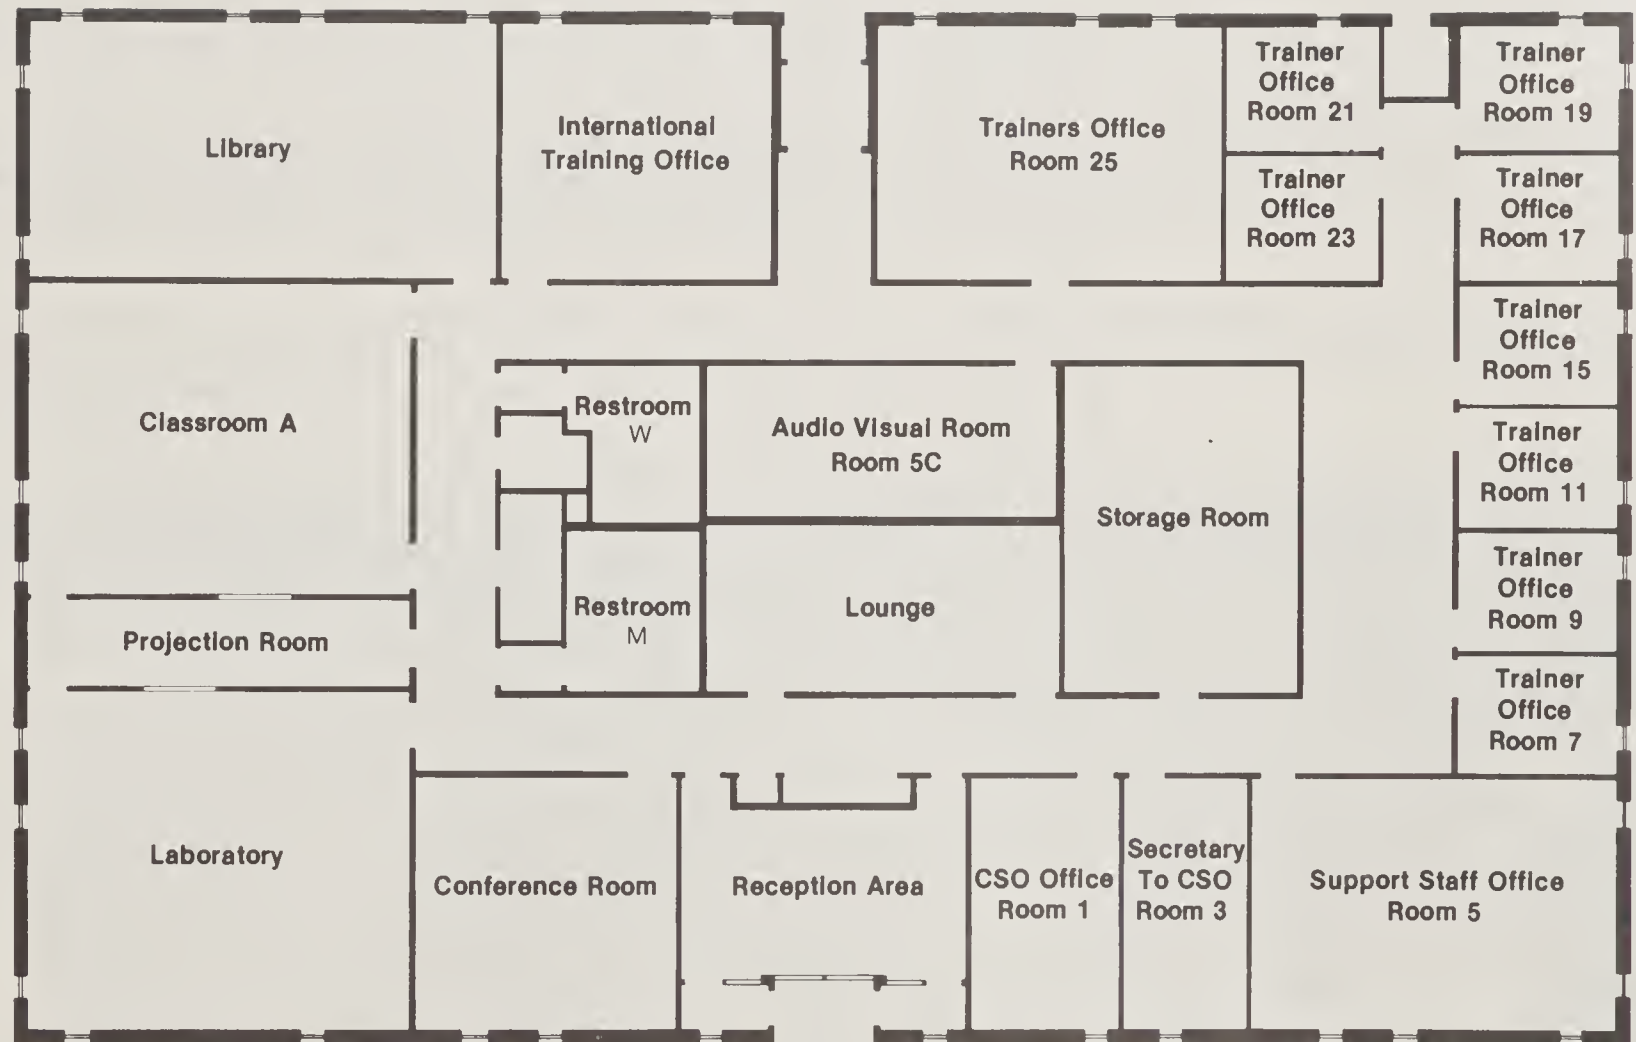 Library
International
Training Office
Trainers Office
Room 25
Trainer
Office
Room 21
Trainer
Office
Room 19
Trainer
Office
Room 23
Trainer
Office
Room 17
Trainer
Office
Room 15
Classroom A
Restroom
W
Audio Visual Room
Room 5C
Storage Room
Trainer
Office
Room 11
Projection Room
Restroom
M
Lounge
Trainer
Office
Room 9
Trainer
Office
Room 7
Laboratory
Conference Room
Reception Area
CSO Office
Room 1
Secretary
To CSO
Room 3
Support Staff Office
Room 5